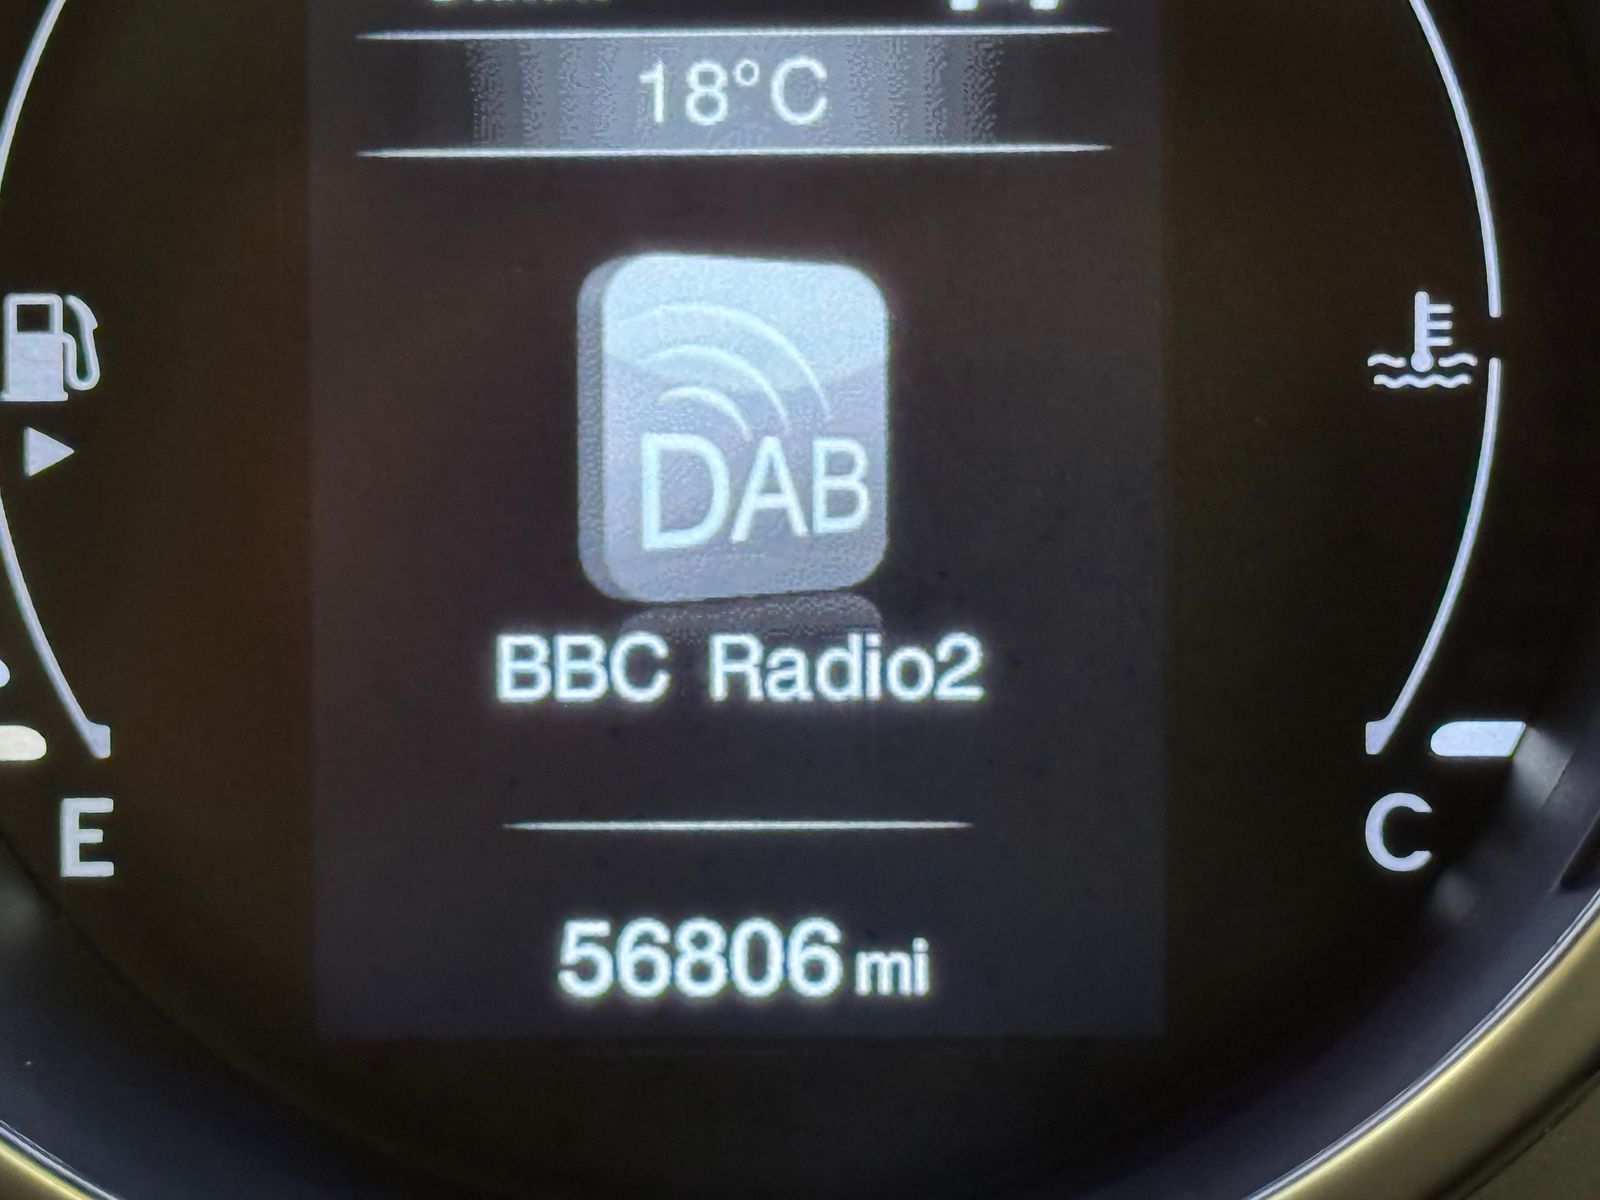 18°C
DAB
BBC Radio2
E
C
56806 mi